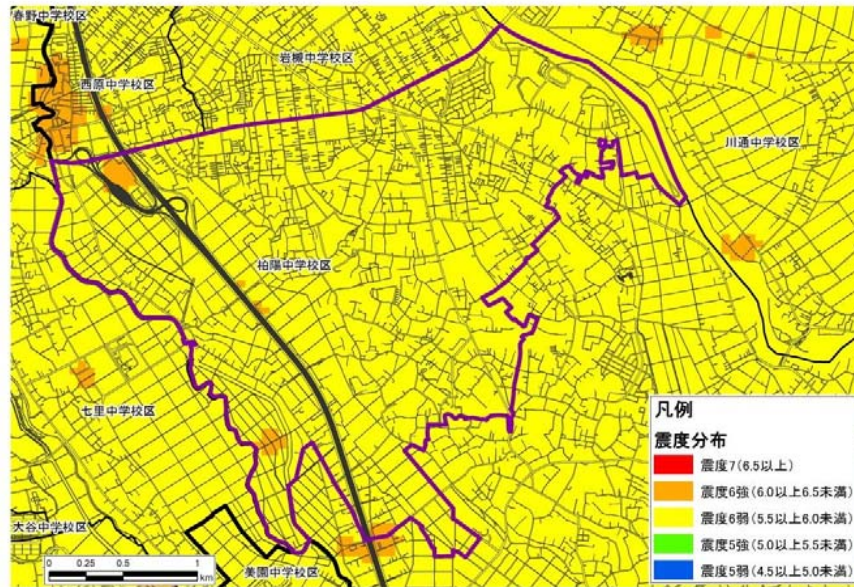 春野中学校区
岩槻中学校区
西原中学校区
川通中学校区
柏陽中学校区
七里中学校区
大谷中学校区
美園中学校区
0 0.25 0.5 1
km
凡例
震度分布
震度7(6.5以上)
震度6強(6.0以上6.5未満)
震度6弱(5.5以上6.0未満)
震度5強(5.0以上5.5未満)
震度5弱(4.5以上5.0未満)